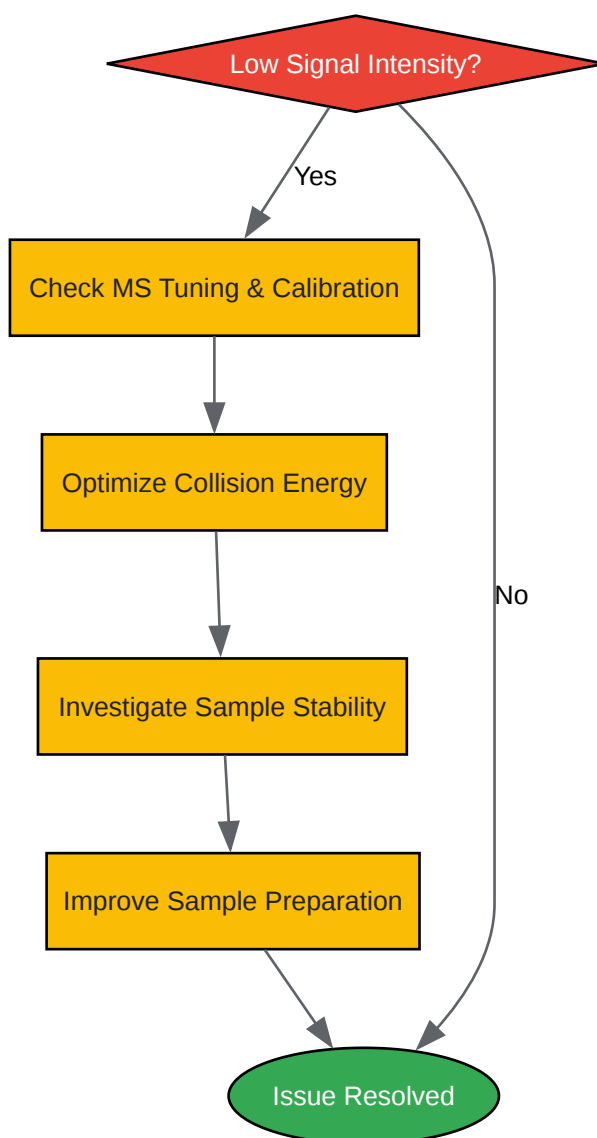 Low Signal Intensity?
Yes
Check MS Tuning & Calibration
Optimize Collision Energy
No
Investigate Sample Stability
Improve Sample Preparation
Issue Resolved